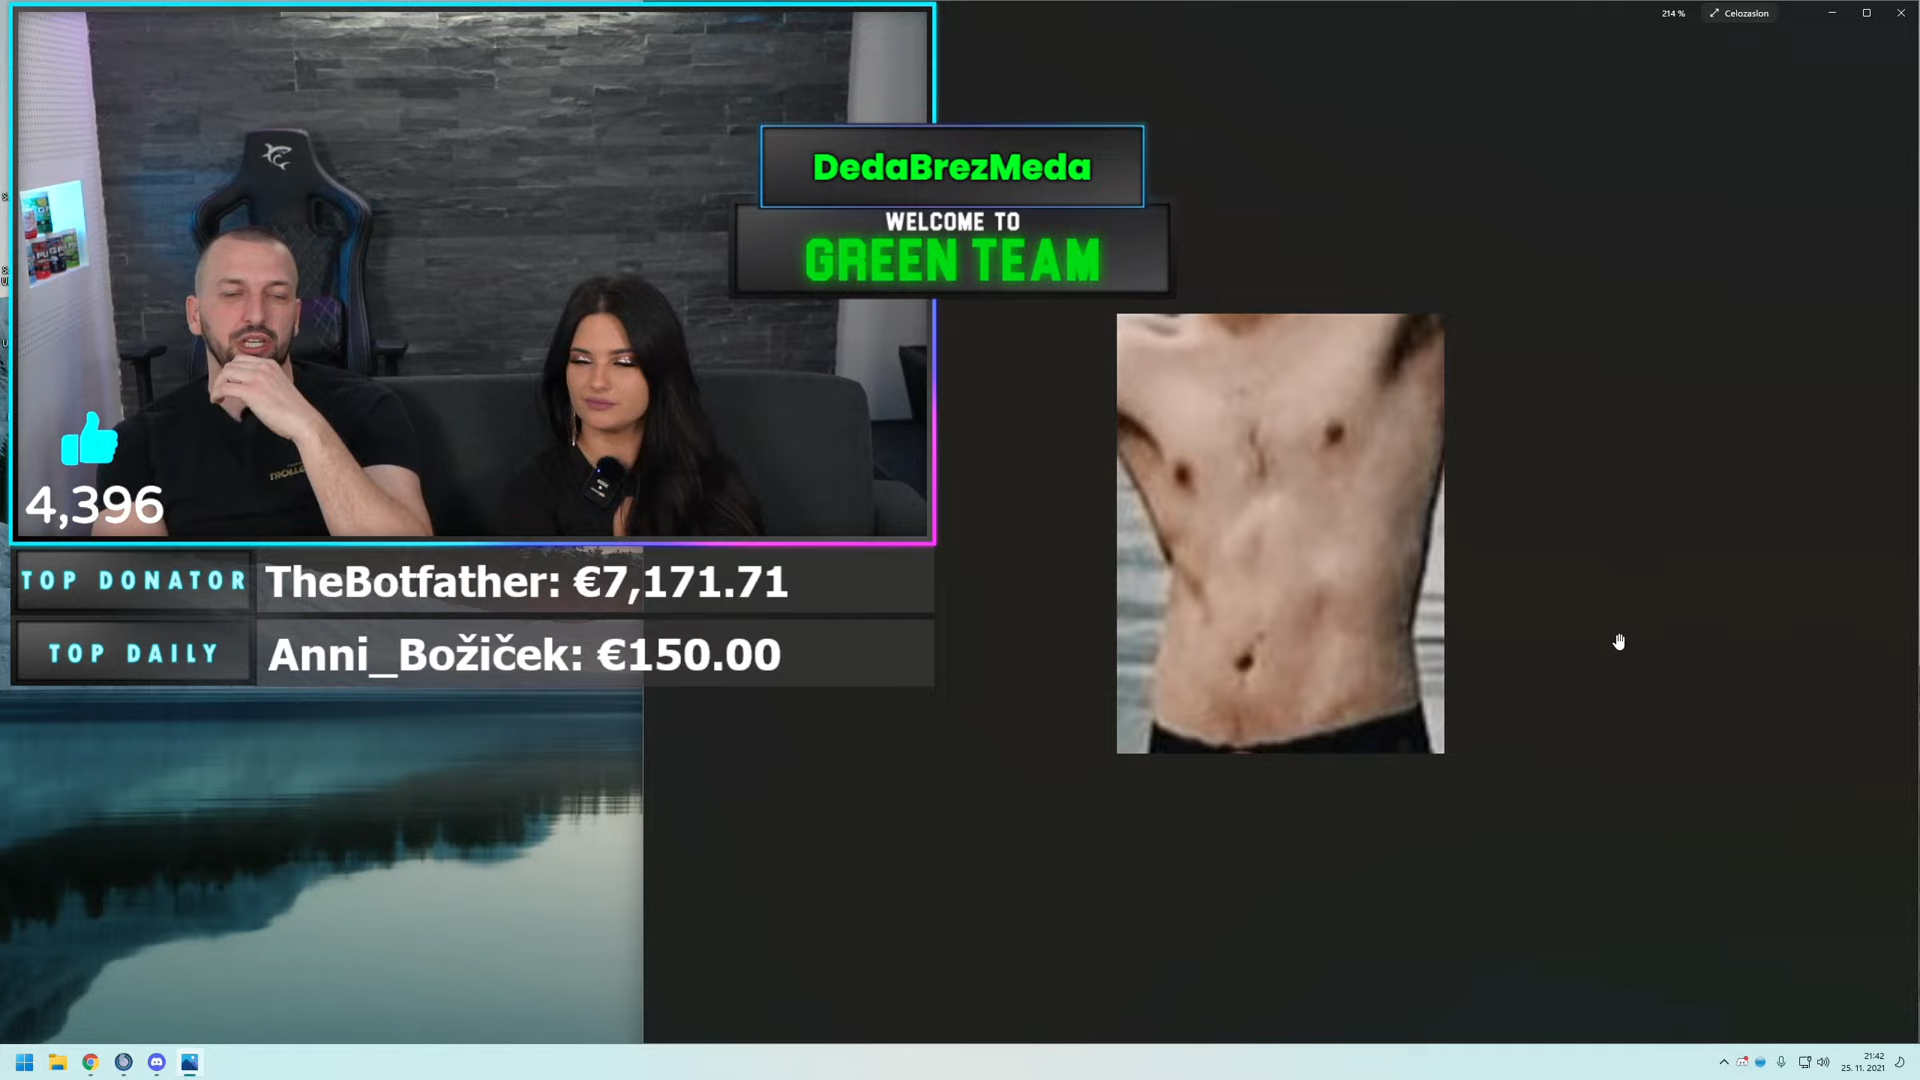 214 %
Celozaslon
DedaBrezMeda
WELCOME TO
GREEN TEAM
4,396
TOP DONATOR
TheBotfather: €7,171.71
TOP DAILY
Anni_Božiček: €150.00
21:42
25. 11. 2021